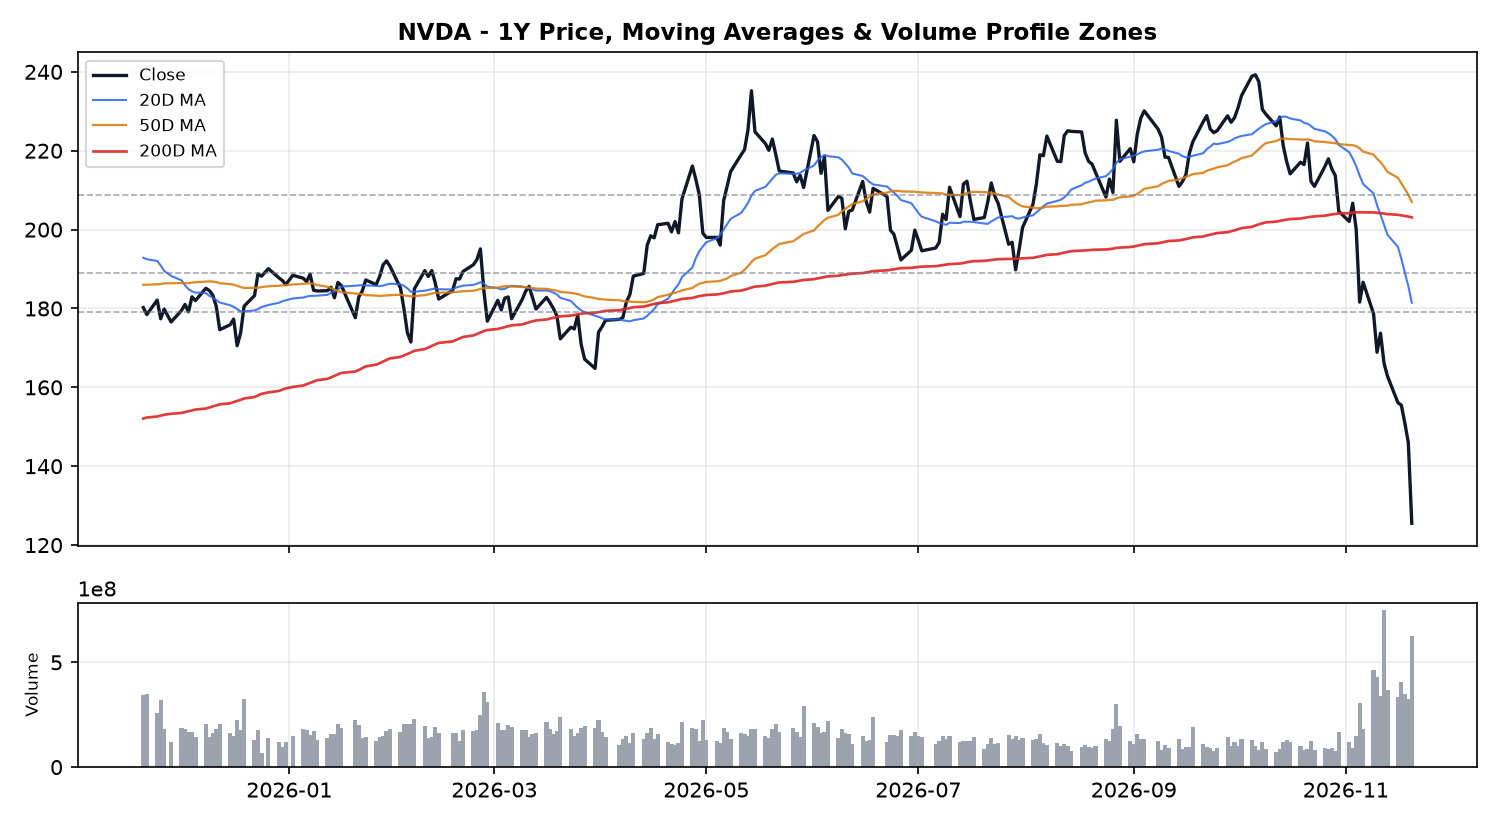 NVDA - 1Y Price, Moving Averages & Volume Profile Zones
Close
20D MA
50D MA
200D MA
240
220
200
180
160
140
120
1e8
Volume
5
0
2026-01
2026-03
2026-05
2026-07
2026-09
2026-11